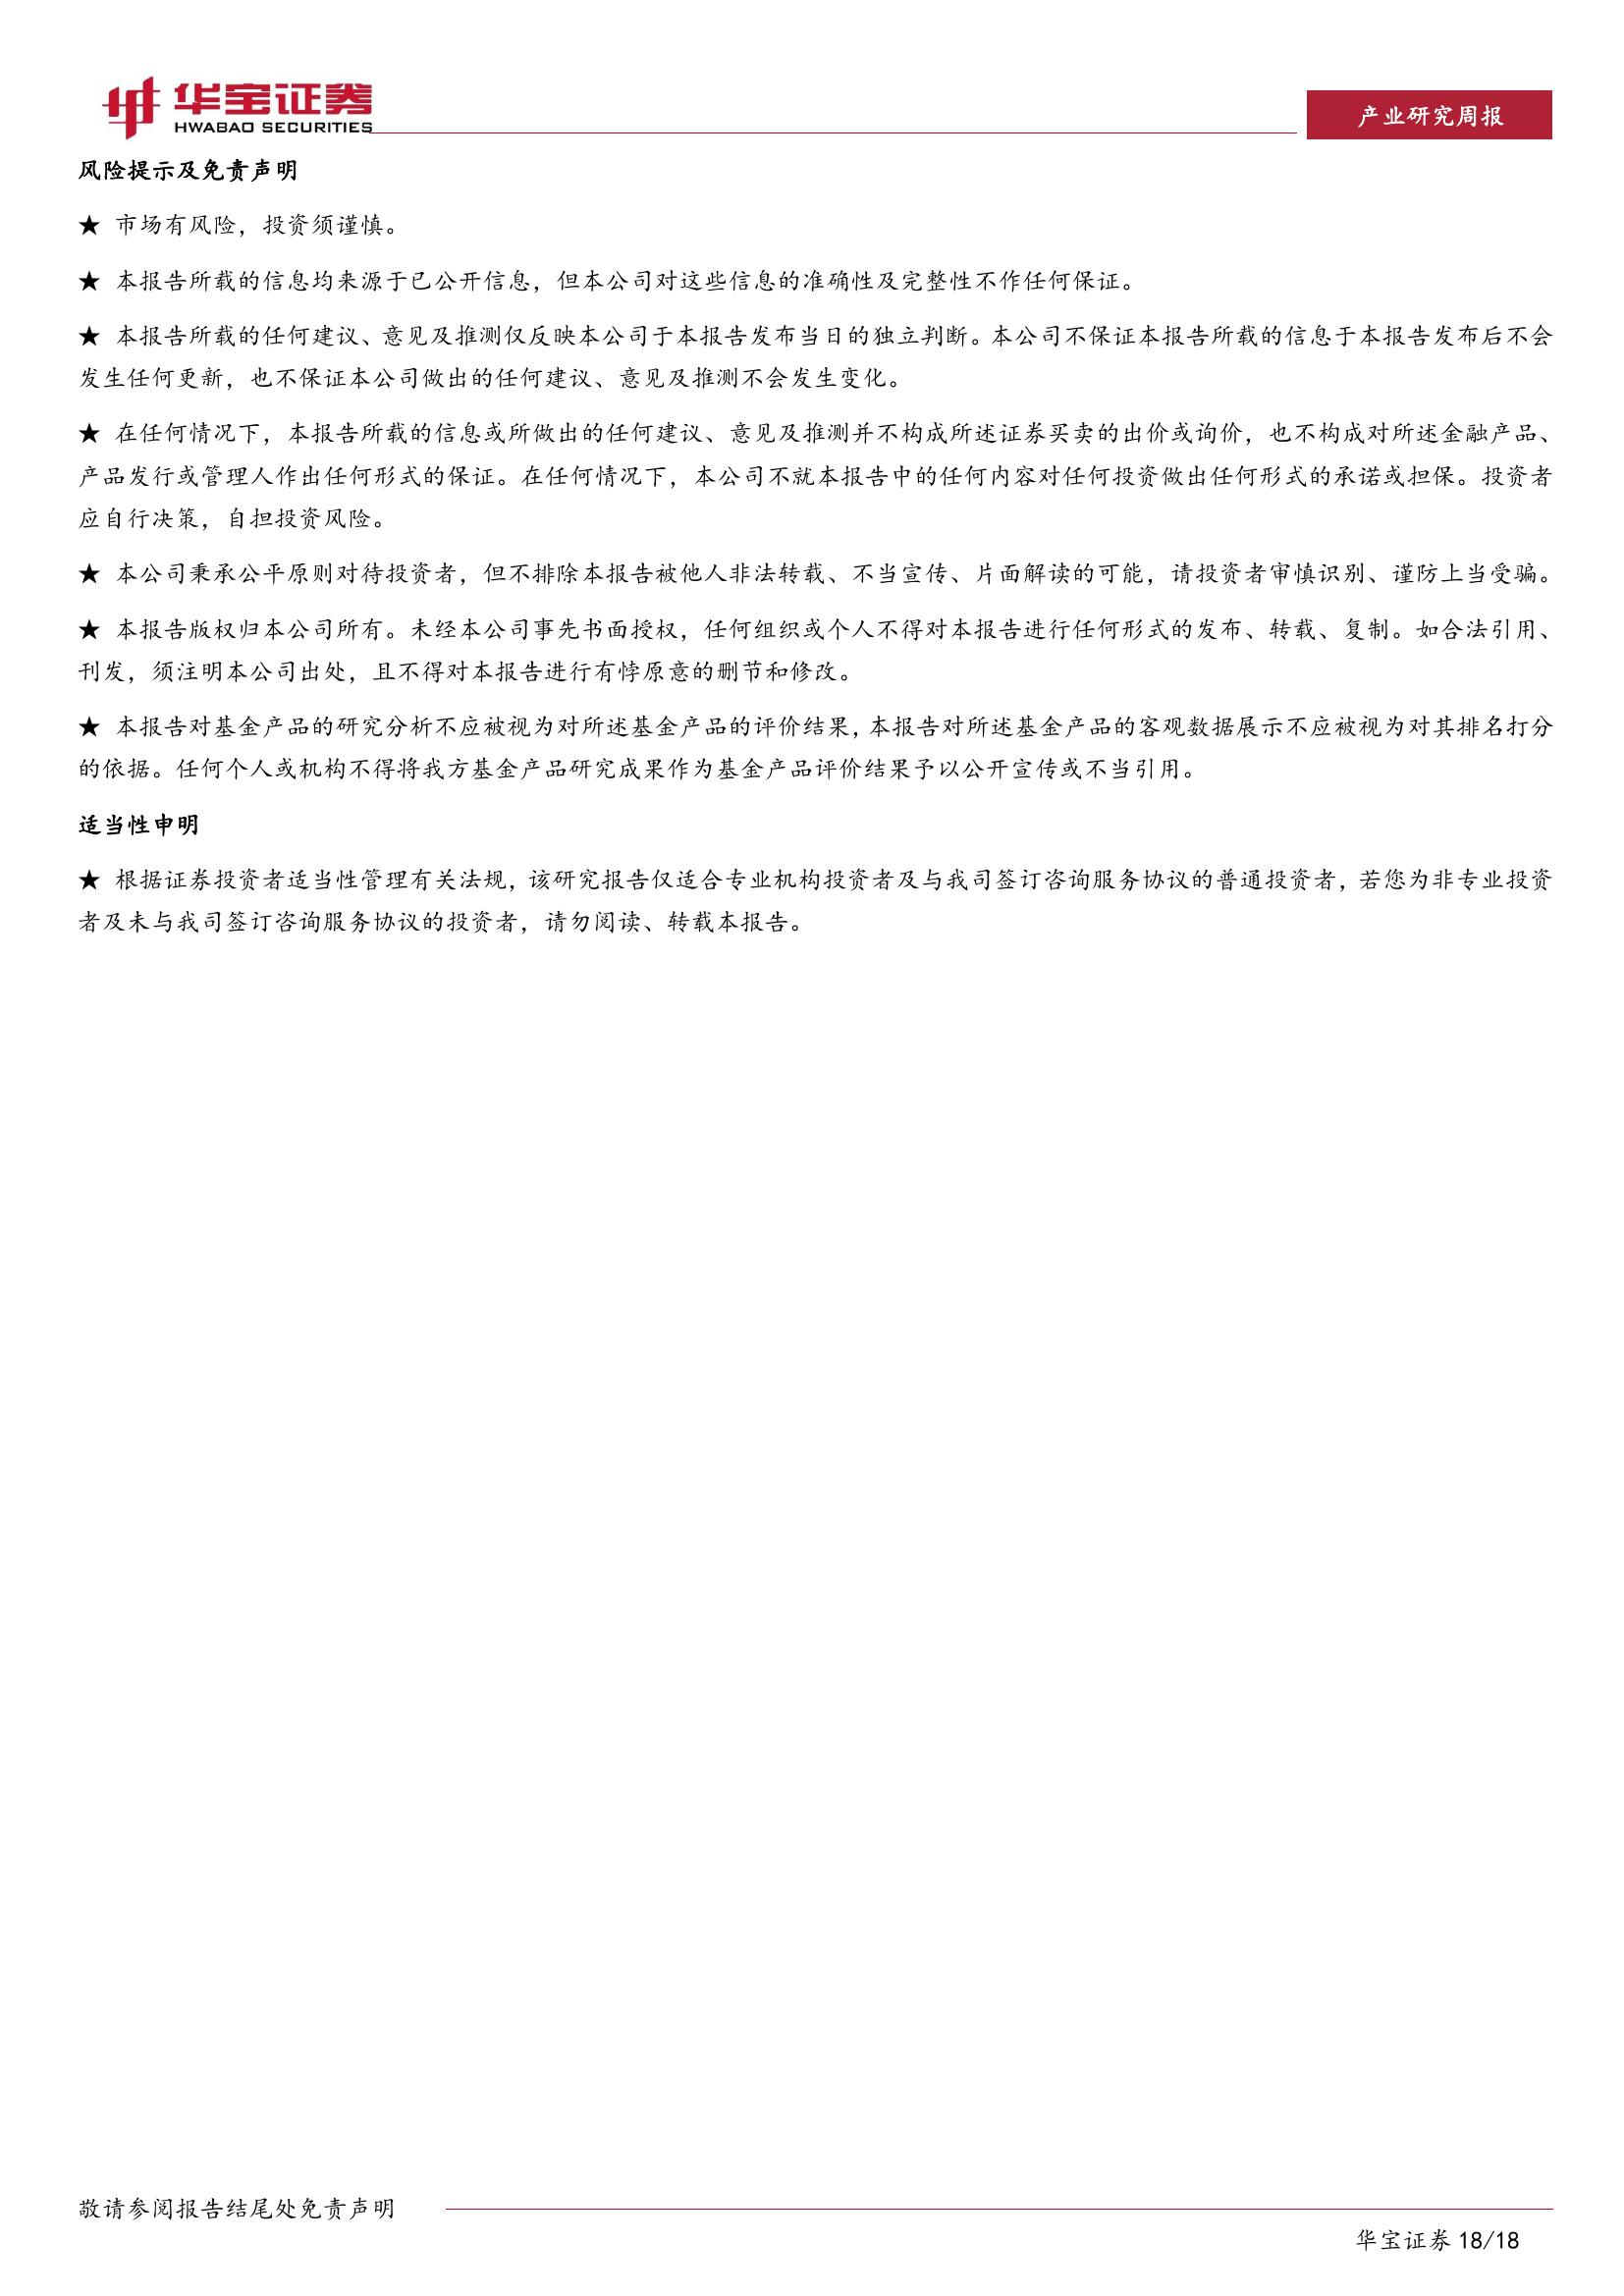 华宝证券
HWABAO SECURITIES
产业研究周报
风险提示及免责声明
★ 市场有风险，投资须谨慎。
★ 本报告所载的信息均来源于已公开信息，但本公司对这些信息的准确性及完整性不作任何保证。
★ 本报告所载的任何建议、意见及推测仅反映本公司于本报告发布当日的独立判断。本公司不保证本报告所载的信息于本报告发布后不会
发生任何更新，也不保证本公司做出的任何建议、意见及推测不会发生变化。
★ 在任何情况下，本报告所载的信息或所做出的任何建议、意见及推测并不构成所述证券买卖的出价或询价，也不构成对所述金融产品、
产品发行或管理人作出任何形式的保证。在任何情况下，本公司不就本报告中的任何内容对任何投资做出任何形式的承诺或担保。投资者
应自行决策，自担投资风险。
★ 本公司秉承公平原则对待投资者，但不排除本报告被他人非法转载、不当宣传、片面解读的可能，请投资者审慎识别、谨防上当受骗。
★ 本报告版权归本公司所有。未经本公司事先书面授权，任何组织或个人不得对本报告进行任何形式的发布、转载、复制。如合法引用、
刊发，须注明本公司出处，且不得对本报告进行有悖原意的删节和修改。
★ 本报告对基金产品的研究分析不应被视为对所述基金产品的评价结果，本报告对所述基金产品的客观数据展示不应被视为对其排名打分
的依据。任何个人或机构不得将我方基金产品研究成果作为基金产品评价结果予以公开宣传或不当引用。
适当性申明
★ 根据证券投资者适当性管理有关法规，该研究报告仅适合专业机构投资者及与我司签订咨询服务协议的普通投资者，若您为非专业投资
者及未与我司签订咨询服务协议的投资者，请勿阅读、转载本报告。
敬请参阅报告结尾处免责声明
华宝证券 18/18